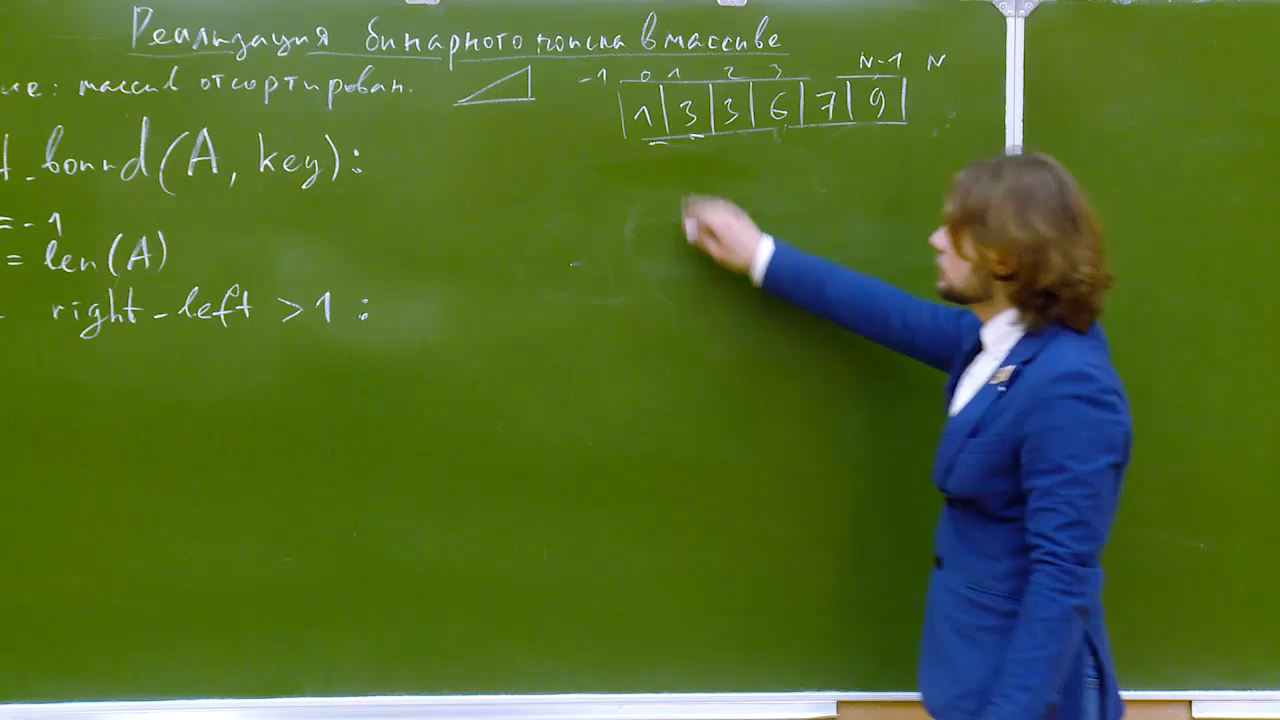 Реализация бинарного поиска в массиве
массив отсортирован.
-1 0 1 2 3 N-1 N
1 3 3 6 7 9
_bound(A, key):
= -1
= len(A)
right - left > 1 :